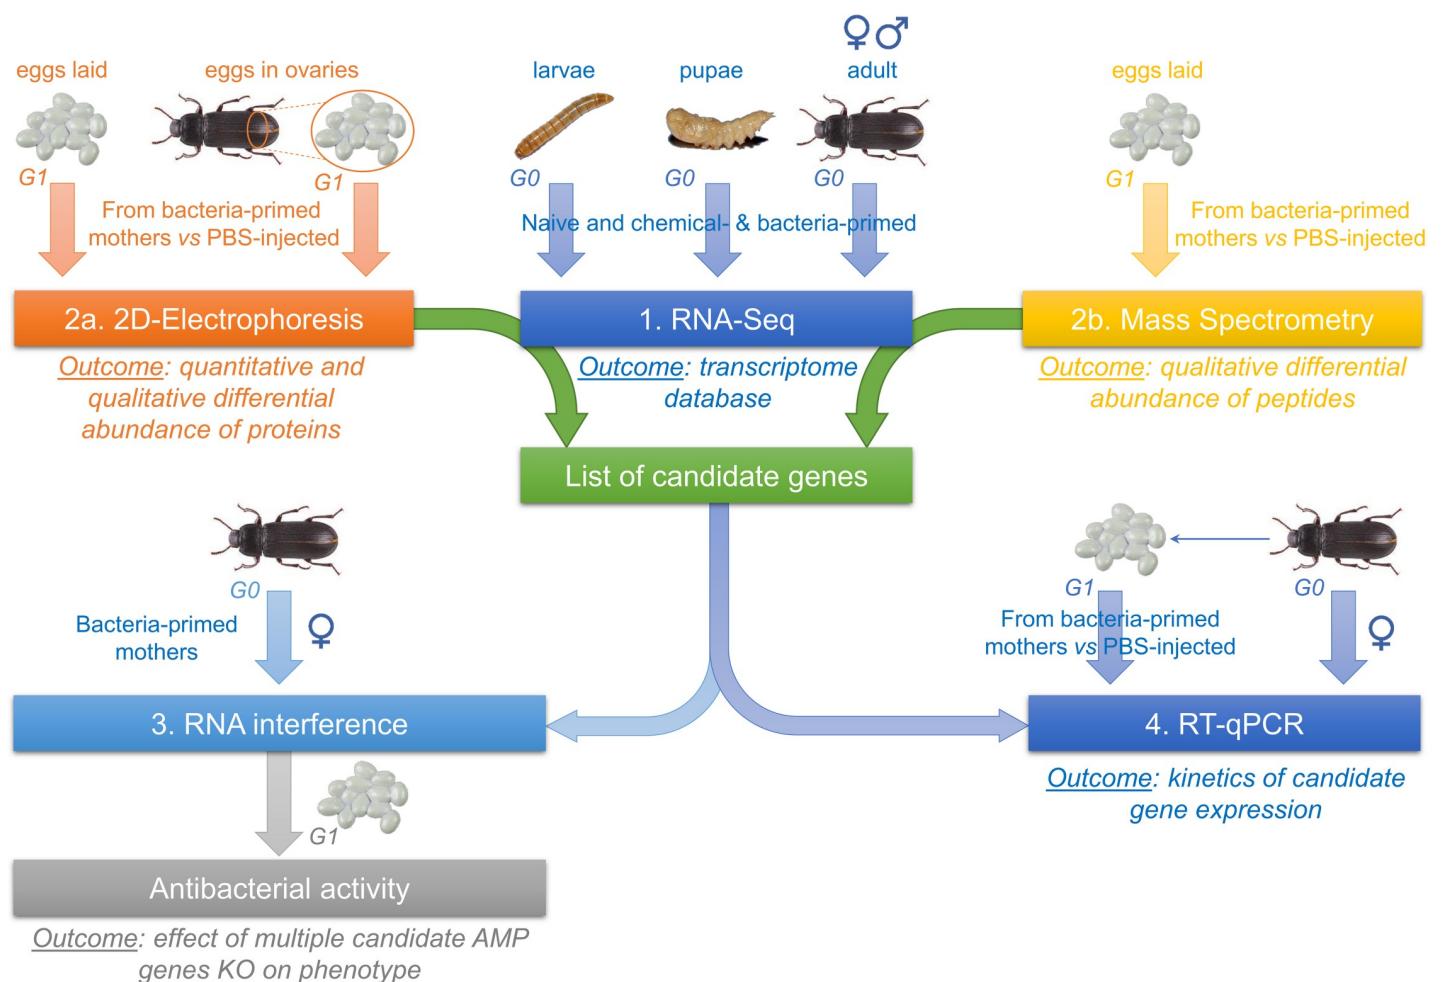 eggs laid
eggs in ovaries
G1
G1
From bacteria-primed
mothers vs PBS-injected
2a. 2D-Electrophoresis
Outcome: quantitative and
qualitative differential
abundance of proteins
♀♂
larvae
pupae
adult
G0
G0
G0
Naive and chemical- & bacteria-primed
1. RNA-Seq
Outcome: transcriptome
database
eggs laid
G1
From bacteria-primed
mothers vs PBS-injected
2b. Mass Spectrometry
Outcome: qualitative differential
abundance of peptides
List of candidate genes
G0
Bacteria-primed
mothers
♀
3. RNA interference
G1
Antibacterial activity
Outcome: effect of multiple candidate AMP
genes KO on phenotype
G1
G0
From bacteria-primed
mothers vs PBS-injected
♀
4. RT-qPCR
Outcome: kinetics of candidate
gene expression